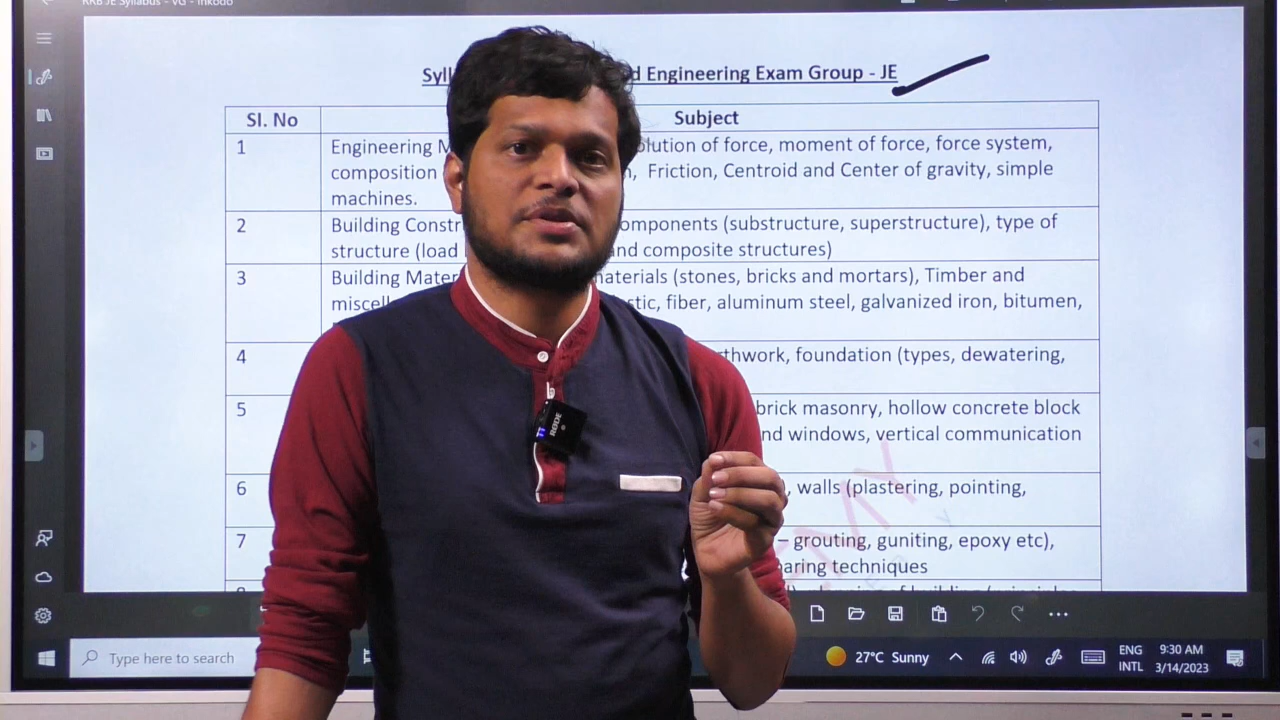 RRB JE Syllabus - VG - Inkodo
Syll d Engineering Exam Group - JE
Sl. No Subject
1 Engineering M olution of force, moment of force, force system,
composition n, Friction, Centroid and Center of gravity, simple
machines.
2 Building Constr omponents (substructure, superstructure), type of
structure (load and composite structures)
3 Building Mater materials (stones, bricks and mortars), Timber and
miscell stic, fiber, aluminum steel, galvanized iron, bitumen,
4 rthwork, foundation (types, dewatering,
5 brick masonry, hollow concrete block
nd windows, vertical communication
6 , walls (plastering, pointing,
7 – grouting, guniting, epoxy etc),
aring techniques
RODE
Type here to search
27°C Sunny
ENG
INTL
9:30 AM
3/14/2023